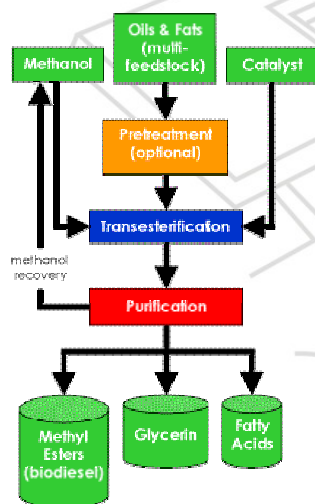 Oils & Fats
(multi-
feedstock)
Methanol
Catalyst
Pretreatment
(optional)
Transesterification
methanol
recovery
Purification
Methyl
Esters
(biodiesel)
Glycerin
Fatty
Acids